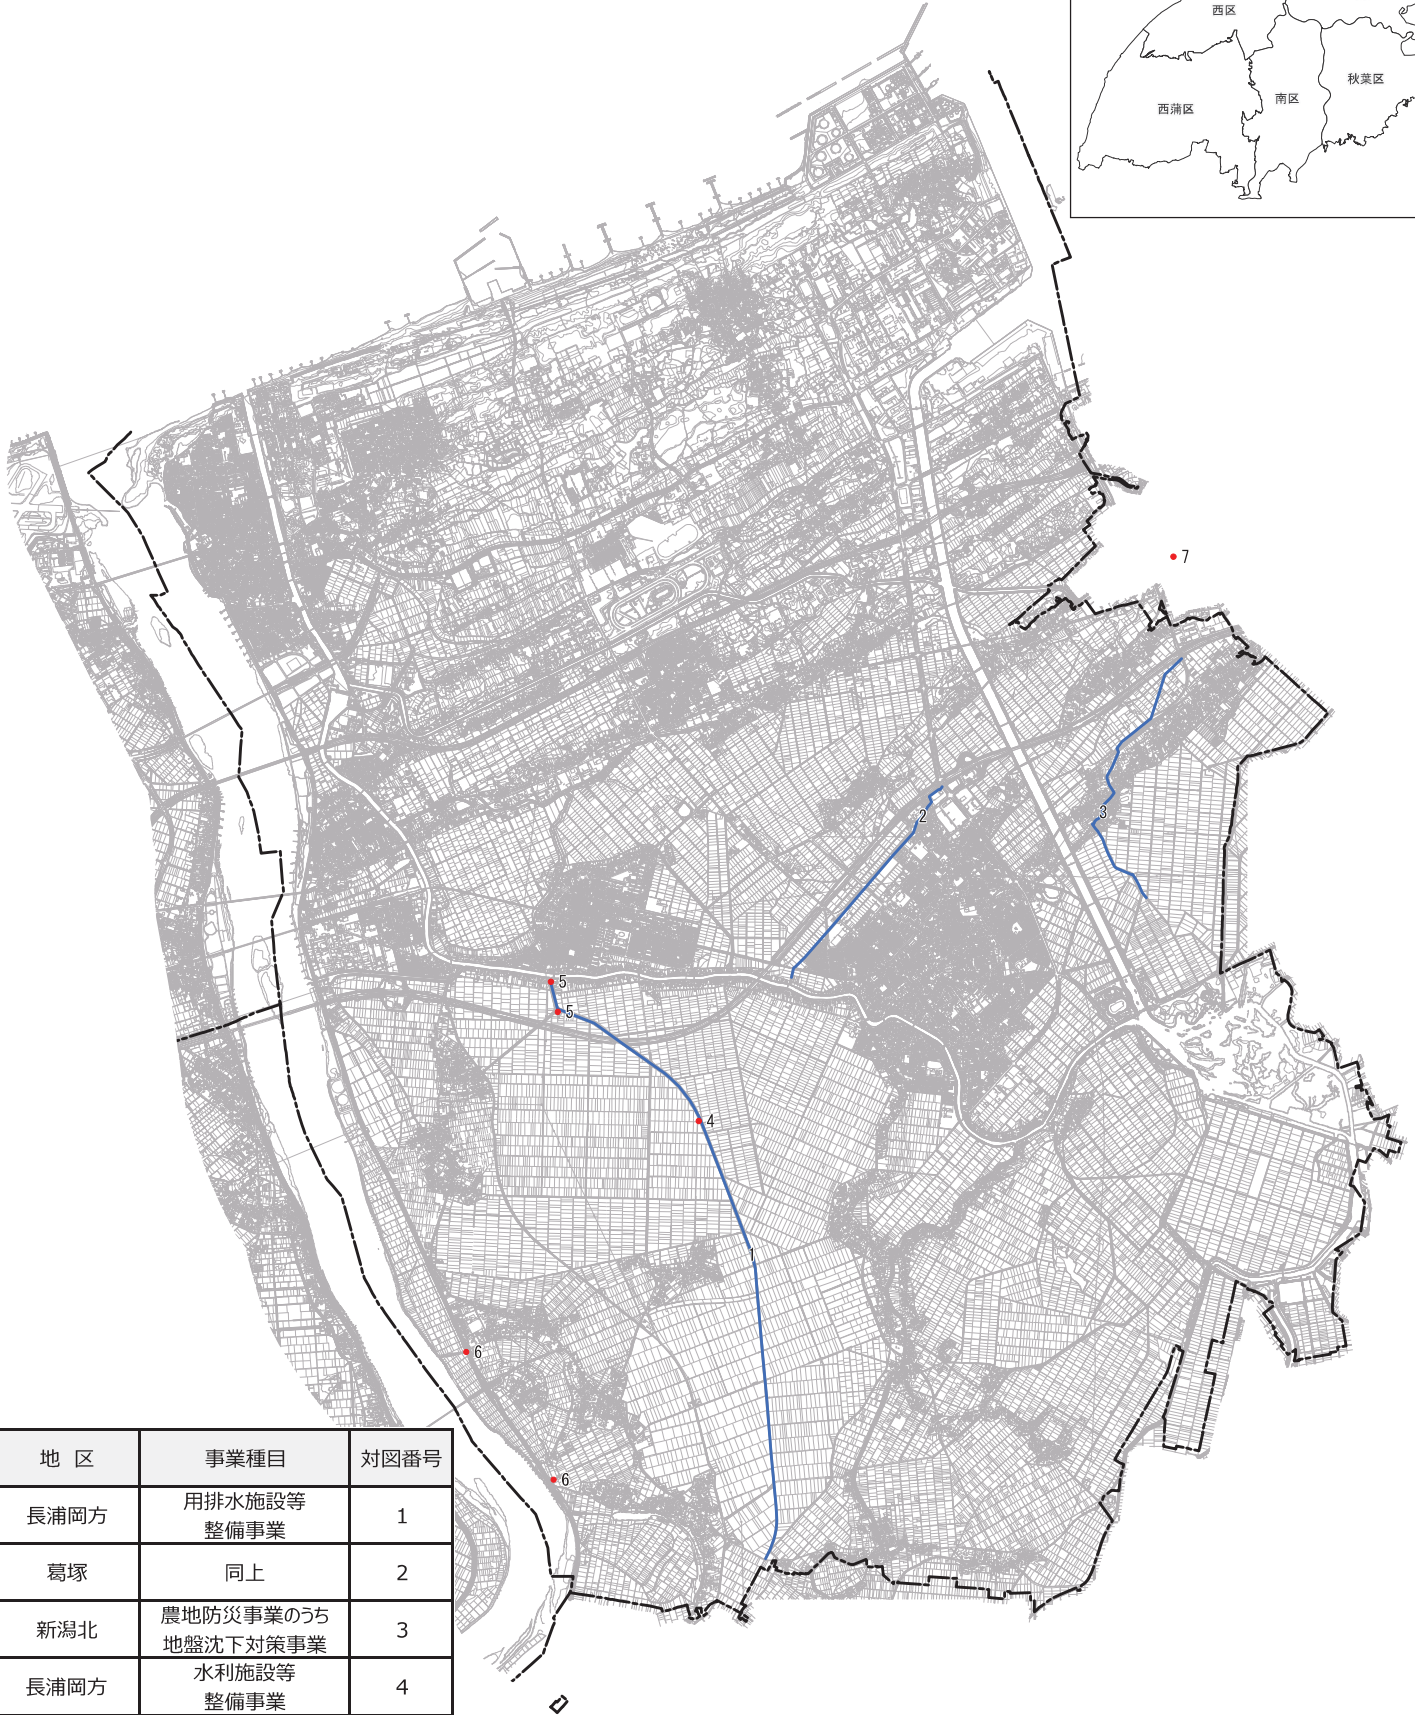 西区
秋葉区
南区
西蒲区
7
2
3
5
5
4
1
6
6
地 区 事業種目 対図番号
長浦岡方 用排水施設等 1
整備事業
葛塚 同上 2
新潟北 農地防災事業のうち 3
地盤沈下対策事業
長浦岡方 水利施設等 4
整備事業